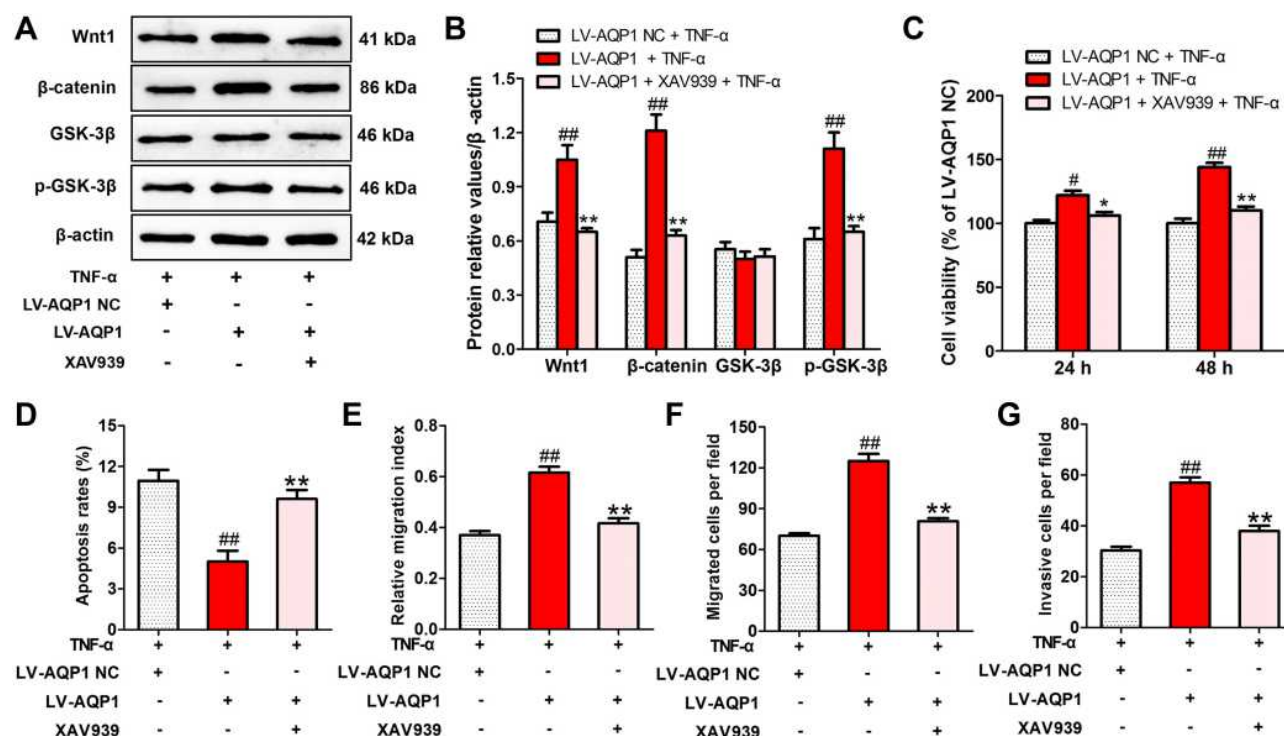 A
Wnt1 41 kDa
β-catenin 86 kDa
GSK-3β 46 kDa
p-GSK-3β 46 kDa
β-actin 42 kDa
TNF-α + + +
LV-AQP1 NC + - -
LV-AQP1 - + +
XAV939 - - +
B
LV-AQP1 NC + TNF-α
LV-AQP1 + TNF-α
LV-AQP1 + XAV939 + TNF-α
Protein relative values/β -actin
1.5
1.2
0.9
0.6
0.3
0.0
## ** ## ** ## **
Wnt1 β-catenin GSK-3β p-GSK-3β
C
LV-AQP1 NC + TNF-α
LV-AQP1 + TNF-α
LV-AQP1 + XAV939 + TNF-α
Cell viability (% of LV-AQP1 NC)
200
150
100
50
0
# * ## **
24 h 48 h
D
Apoptosis rates (%)
15
12
9
6
3
0
## **
TNF-α + + +
LV-AQP1 NC + - -
LV-AQP1 - + +
XAV939 - - +
E
Relative migration index
0.8
0.6
0.4
0.2
0.0
## **
TNF-α + + +
LV-AQP1 NC + - -
LV-AQP1 - + +
XAV939 - - +
F
Migrated cells per field
150
120
90
60
30
0
## **
TNF-α + + +
LV-AQP1 NC + - -
LV-AQP1 - + +
XAV939 - - +
G
Invasive cells per field
80
60
40
20
0
## **
TNF-α + + +
LV-AQP1 NC + - -
LV-AQP1 - + +
XAV939 - - +